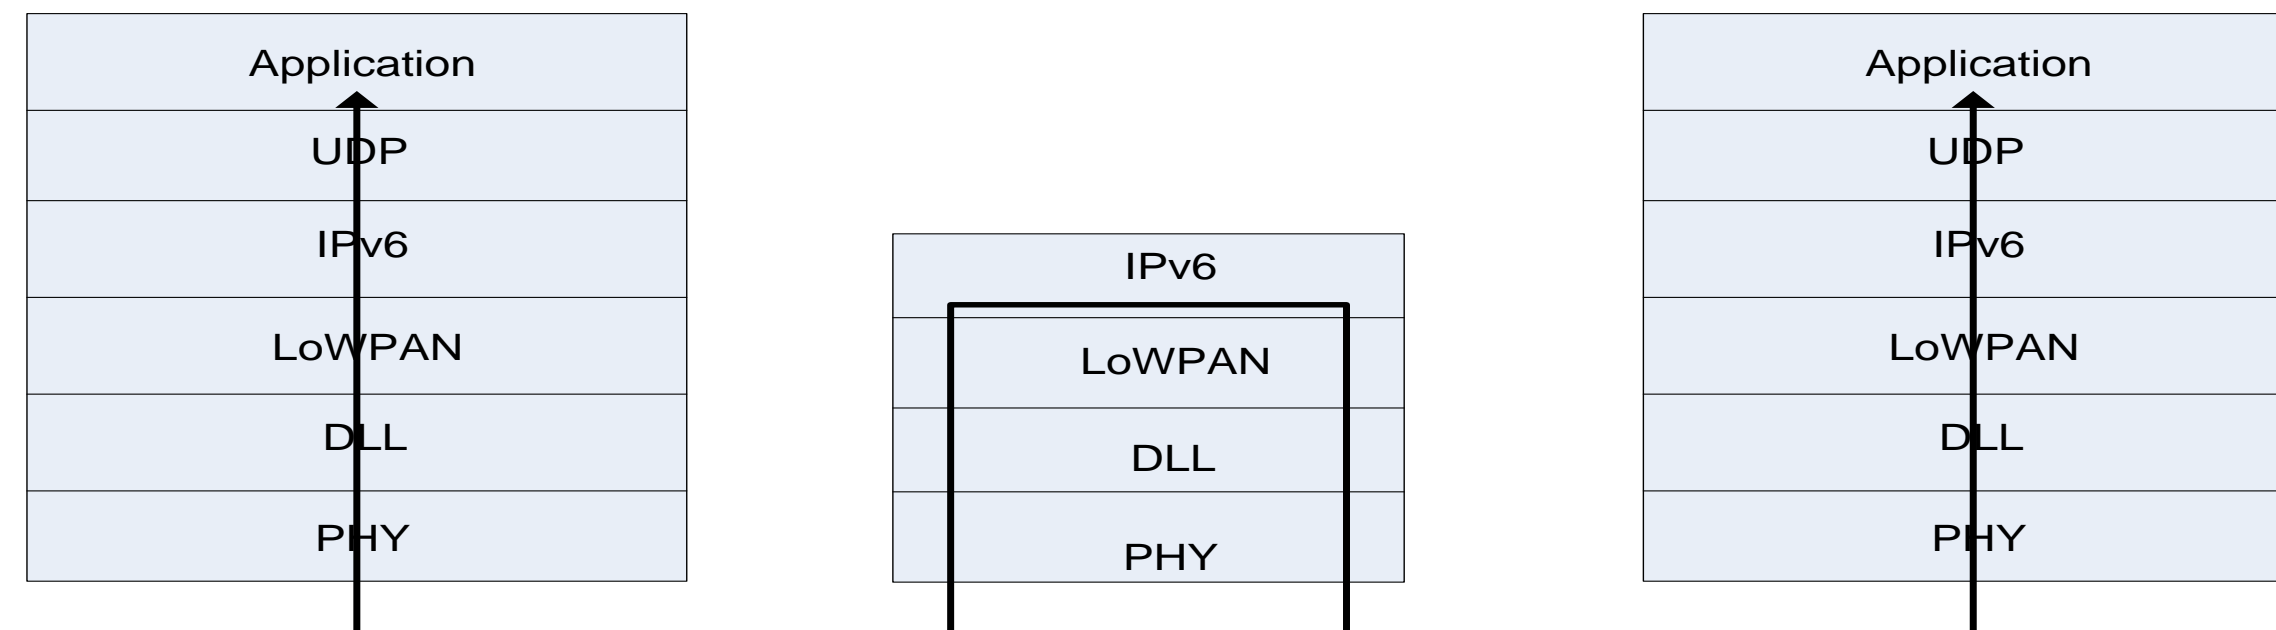 Application
UDP
IPv6
LoWPAN
DLL
PHY
IPv6
LoWPAN
DLL
PHY
Application
UDP
IPv6
LoWPAN
DLL
PHY